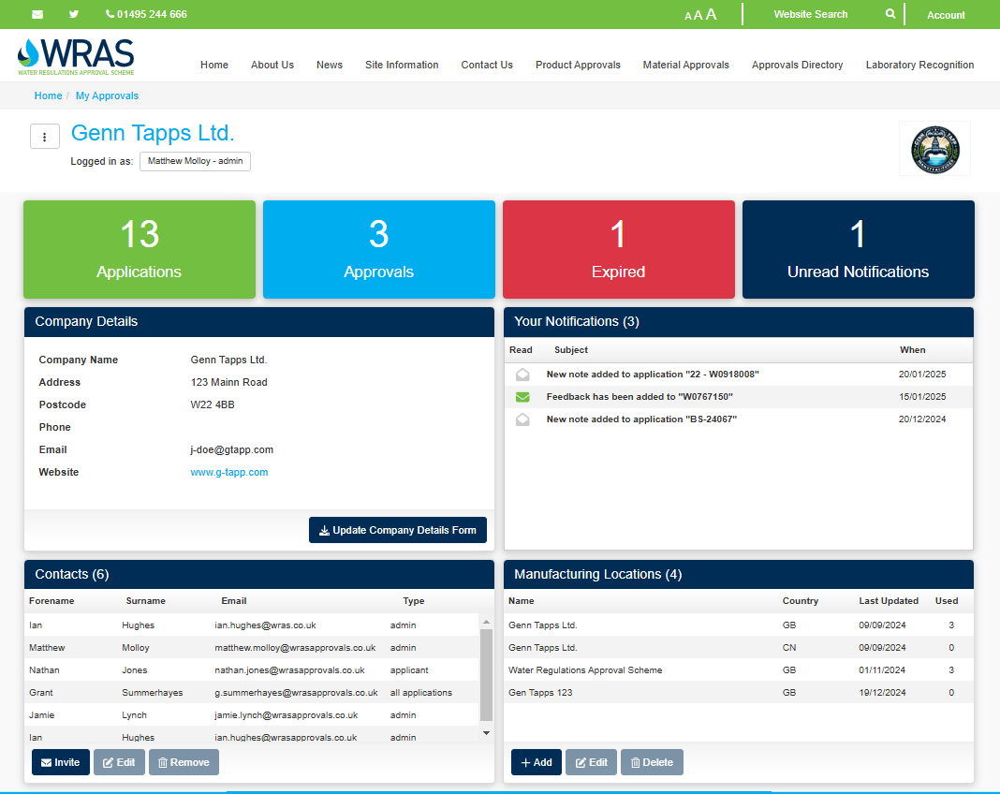 01495 244 666
A A A
Website Search
Account
WRAS
WATER REGULATIONS APPROVAL SCHEME
Home About Us News Site Information Contact Us Product Approvals Material Approvals Approvals Directory Laboratory Recognition
Home / My Approvals
Genn Tapps Ltd.
Logged in as: Matthew Molloy - admin
GENN TAPP
13
Applications
3
Approvals
1
Expired
1
Unread Notifications
Company Details
Company Name Genn Tapps Ltd.
Address 123 Mainn Road
Postcode W22 4BB
Phone
Email j-doe@gtapp.com
Website www.g-tapp.com
Update Company Details Form
Your Notifications (3)
Read Subject When
New note added to application "22 - W0918008" 20/01/2025
Feedback has been added to "W0767150" 15/01/2025
New note added to application "BS-24067" 20/12/2024
Contacts (6)
Forename Surname Email Type
Ian Hughes ian.hughes@wras.co.uk admin
Matthew Molloy matthew.molloy@wrasapprovals.co.uk admin
Nathan Jones nathan.jones@wrasapprovals.co.uk applicant
Grant Summerhayes g.summerhayes@wrasapprovals.co.uk all applications
Jamie Lynch jamie.lynch@wrasapprovals.co.uk admin
Ian Hughes ian.hughes@wrasapprovals.co.uk admin
Invite Edit Remove
Manufacturing Locations (4)
Name Country Last Updated Used
Genn Tapps Ltd. GB 09/09/2024 3
Genn Tapps Ltd. CN 09/09/2024 0
Water Regulations Approval Scheme GB 01/11/2024 3
Gen Tapps 123 GB 19/12/2024 0
Add Edit Delete